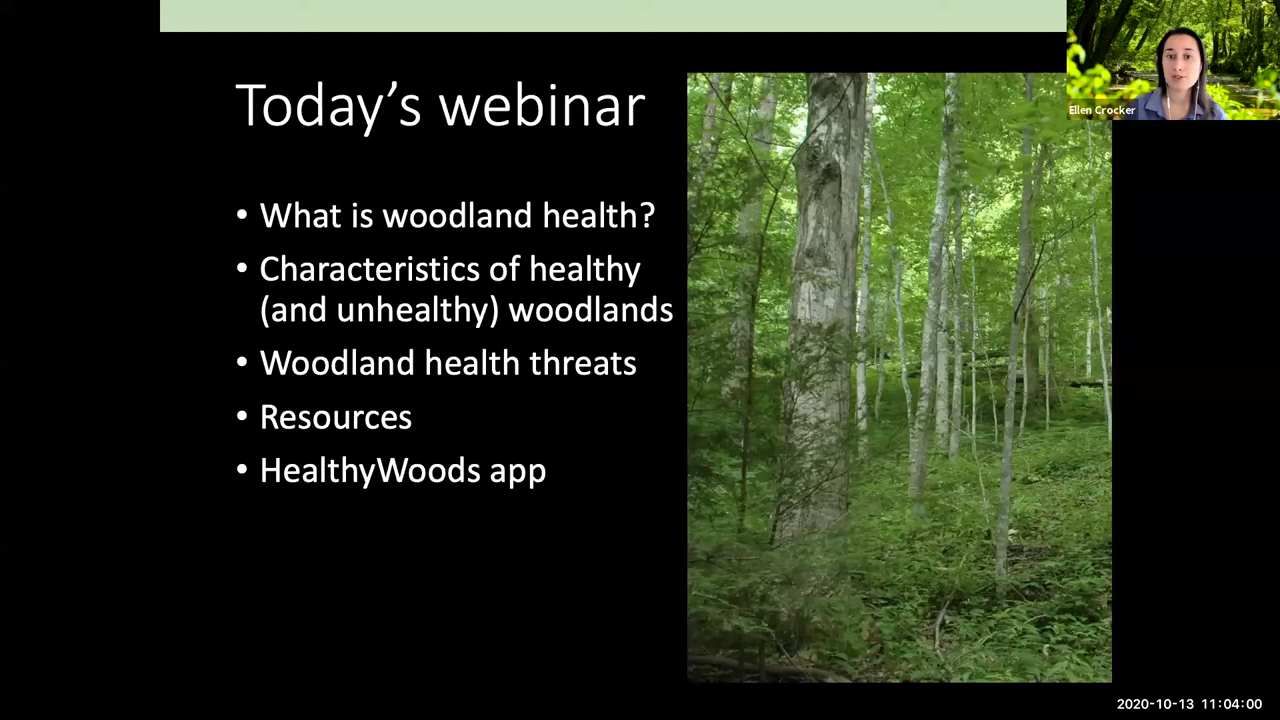 Today’s webinar
Ellen Crocker
• What is woodland health?
• Characteristics of healthy
(and unhealthy) woodlands
• Woodland health threats
• Resources
• HealthyWoods app
2020-10-13 11:04:00